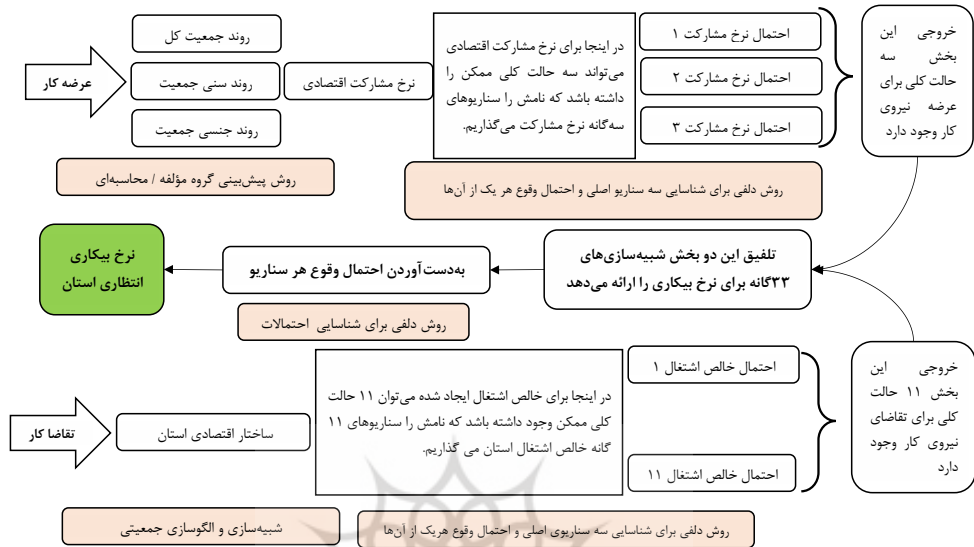 عرضه کار
روند جمعیت کل
روند سنی جمعیت
روند جنسی جمعیت
نرخ مشارکت اقتصادی
در اینجا برای نرخ مشارکت اقتصادی
می‌تواند سه حالت کلی ممکن را
داشته باشد که نامش را سناریوهای
سه‌گانه نرخ مشارکت می‌گذاریم.
احتمال نرخ مشارکت ۱
احتمال نرخ مشارکت ۲
احتمال نرخ مشارکت ۳
خروجی این
بخش سه
حالت کلی برای
عرضه نیروی
کار وجود دارد
روش پیش‌بینی گروه مؤلفه / محاسبه‌ای
روش دلفی برای شناسایی سه سناریو اصلی و احتمال وقوع هر یک از آن‌ها
تلفیق این دو بخش شبیه‌سازی‌های
۳۳گانه برای نرخ بیکاری را ارائه می‌دهد
به‌دست‌آوردن احتمال وقوع هر سناریو
نرخ بیکاری
انتظاری استان
روش دلفی برای شناسایی احتمالات
تقاضا کار
ساختار اقتصادی استان
در اینجا برای خالص اشتغال ایجاد شده می‌توان ۱۱ حالت
کلی ممکن وجود داشته باشد که نامش را سناریوهای ۱۱
گانه خالص اشتغال استان می گذاریم.
احتمال خالص اشتغال ۱
احتمال خالص اشتغال ۱۱
خروجی این
بخش ۱۱ حالت
کلی برای تقاضای
نیروی کار وجود
دارد
شبیه‌سازی و الگوسازی جمعیتی
روش دلفی برای شناسایی سه سناریوی اصلی و احتمال وقوع هریک از آن‌ها